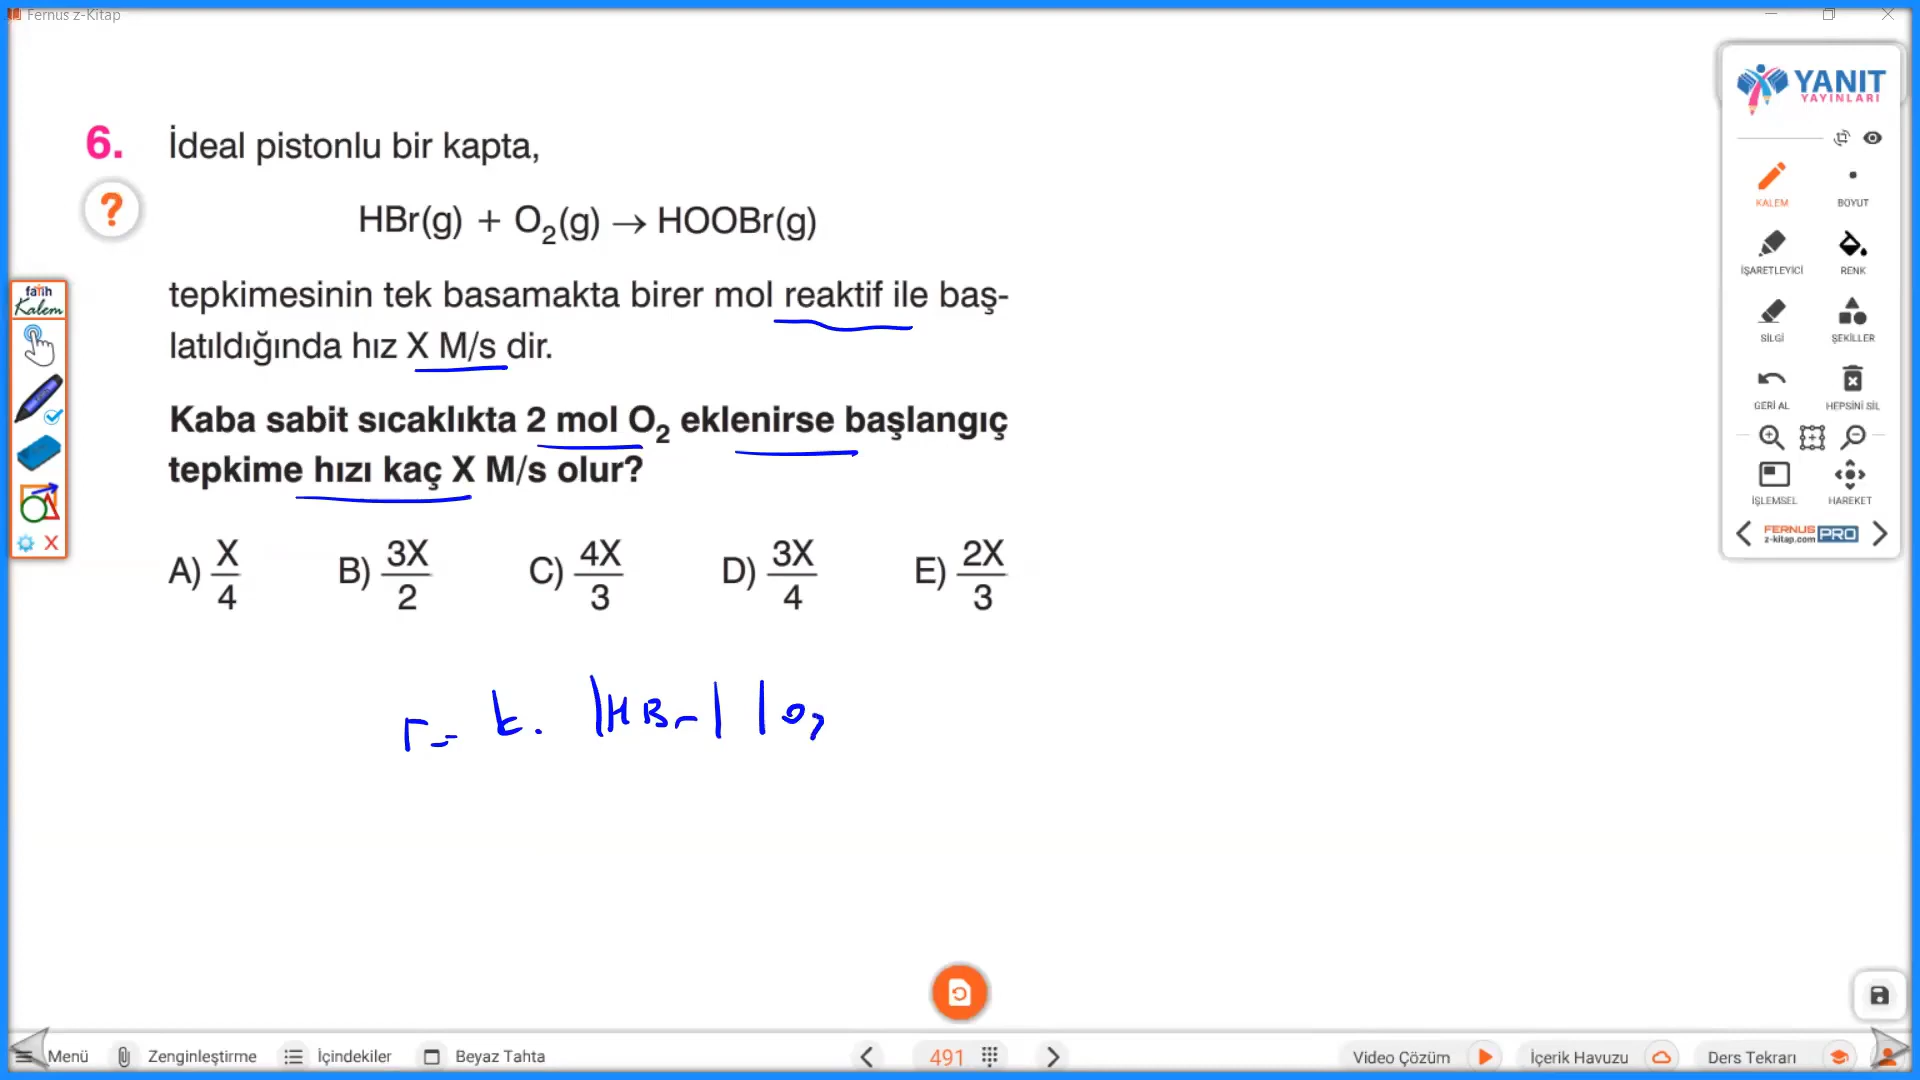 Fernus z-Kitap
YANIT
YAYINLARI
6. İdeal pistonlu bir kapta,
?
HBr(g) + O2(g) → HOOBr(g)
tepkimesinin tek basamakta birer mol reaktif ile baş-
latıldığında hız X M/s dir.
Kaba sabit sıcaklıkta 2 mol O2 eklenirse başlangıç
tepkime hızı kaç X M/s olur?
A) X/4 B) 3X/2 C) 4X/3 D) 3X/4 E) 2X/3
r = k. |HBr| |O2
fatih
Kalem
X
KALEM
BOYUT
İŞARETLEYİCİ
RENK
SİLGİ
ŞEKİLLER
GERİ AL
HEPSİNİ SİL
İŞLEMSEL
HAREKET
FERNUS
z-kitap.com PRO
Menü
Zenginleştirme
İçindekiler
Beyaz Tahta
491
Video Çözüm
İçerik Havuzu
Ders Tekrarı